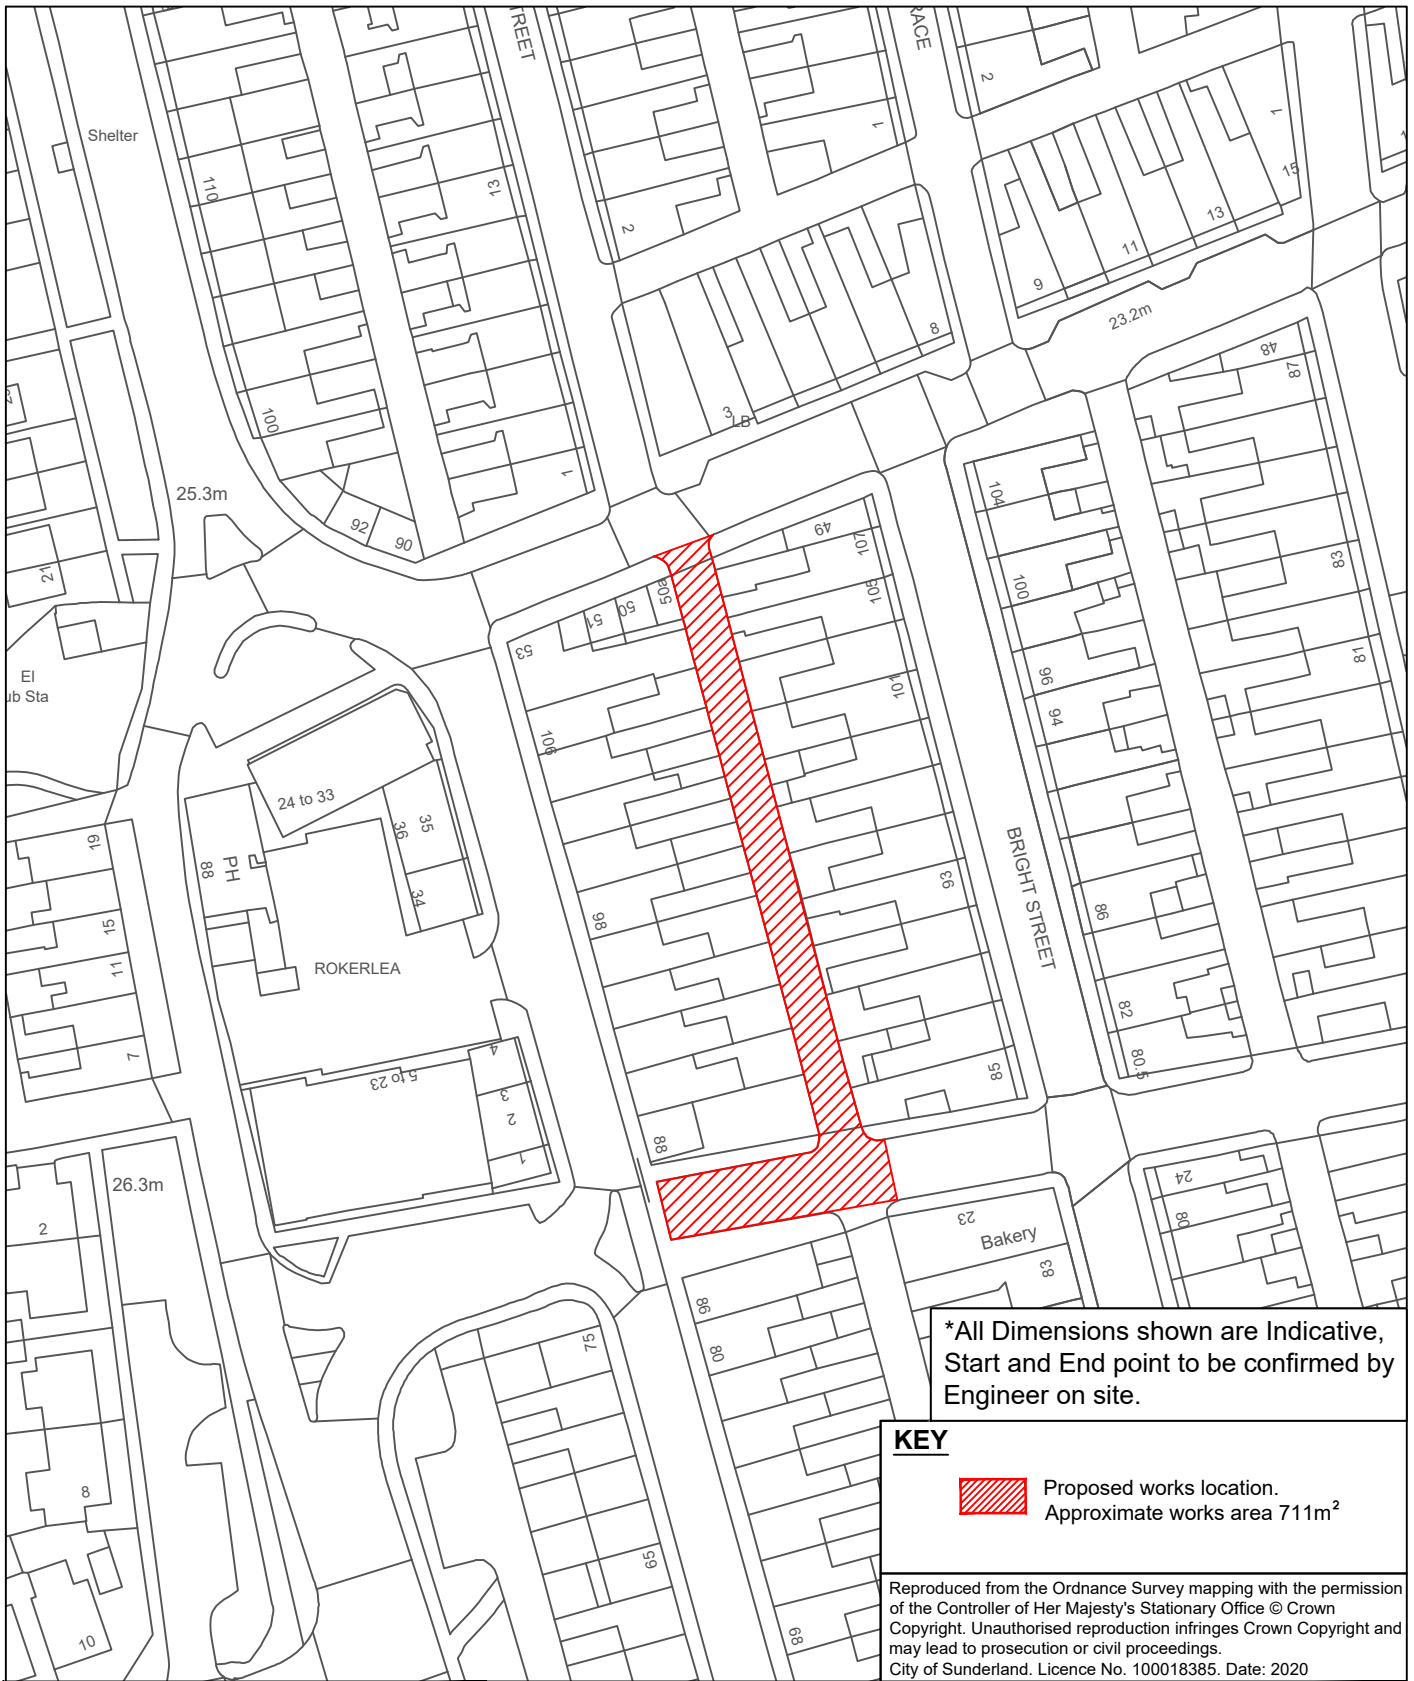 TREET
RACE
2
1
1
15
13
11
9
Shelter
110
13
2
23.2m
8
48
87
3
LB
100
1
25.3m
92
90
104
49
107
83
21
100
50a
105
50
51
53
81
96
El
ub Sta
101
94
106
24 to 33
35
36
19
PH
88
BRIGHT STREET
93
34
98
86
15
11
ROKERLEA
82
7
4
80.5
85
5 to 23
3
2
88
1
26.3m
24
80
2
23
Bakery
83
86
75
80
*All Dimensions shown are Indicative,
Start and End point to be confirmed by
Engineer on site.
KEY
Proposed works location.
Approximate works area 711m²
8
65
10
68
Reproduced from the Ordnance Survey mapping with the permission
of the Controller of Her Majesty's Stationary Office © Crown
Copyright. Unauthorised reproduction infringes Crown Copyright and
may lead to prosecution or civil proceedings.
City of Sunderland. Licence No. 100018385. Date: 2020